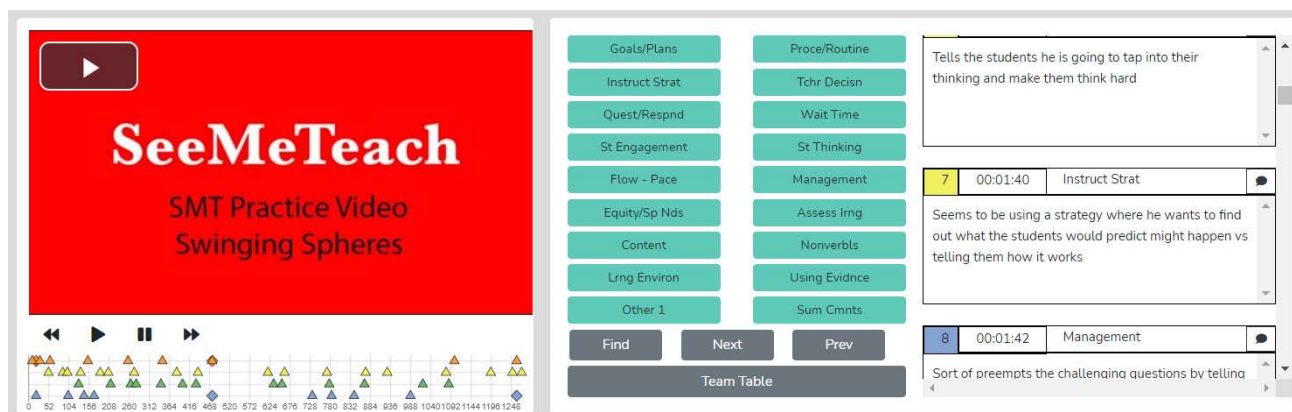 SeeMeTeach
SMT Practice Video
Swinging Spheres
0 52 104 156 208 260 312 364 416 468 520 572 624 676 728 780 832 884 936 988 1040 1092 1144 1196 1248
Goals/Plans
Proce/Routine
Instruct Strat
Tchr Decisn
Quest/Respnd
Wait Time
St Engagement
St Thinking
Flow - Pace
Management
Equity/Sp Nds
Assess lrng
Content
Nonverbls
Lrng Environ
Using Evidnce
Other 1
Sum Cmnts
Find
Next
Prev
Team Table
Tells the students he is going to tap into their
thinking and make them think hard
7 00:01:40 Instruct Strat
Seems to be using a strategy where he wants to find
out what the students would predict might happen vs
telling them how it works
8 00:01:42 Management
Sort of preempts the challenging questions by telling